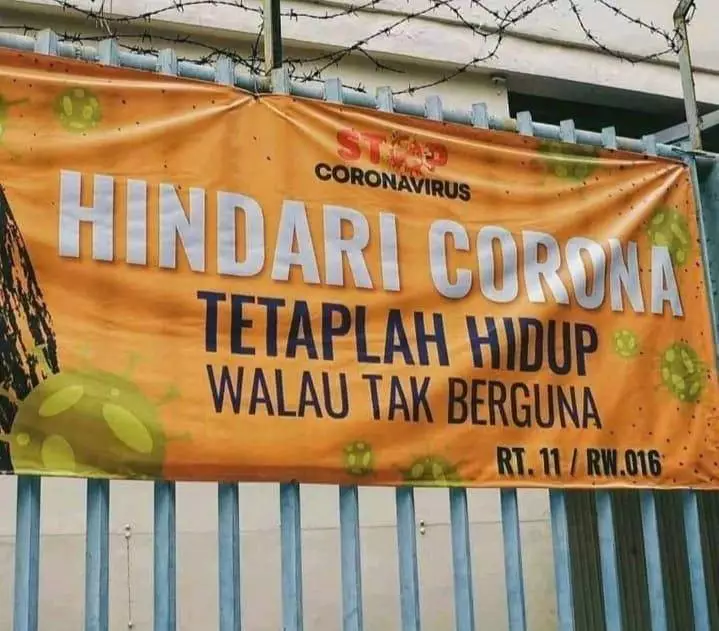 STOP
CORONAVIRUS
HINDARI CORONA
TETAPLAH HIDUP
WALAU TAK BERGUNA
RT. 11 / RW.016